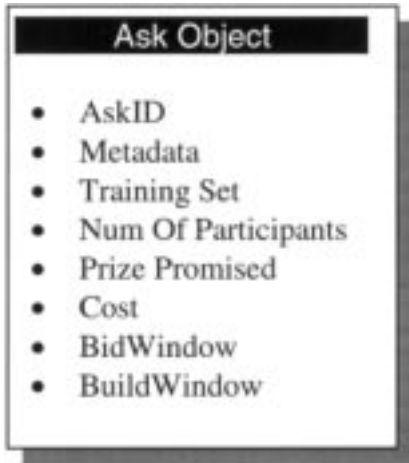 Ask Object
• AskID
• Metadata
• Training Set
• Num Of Participants
• Prize Promised
• Cost
• BidWindow
• BuildWindow